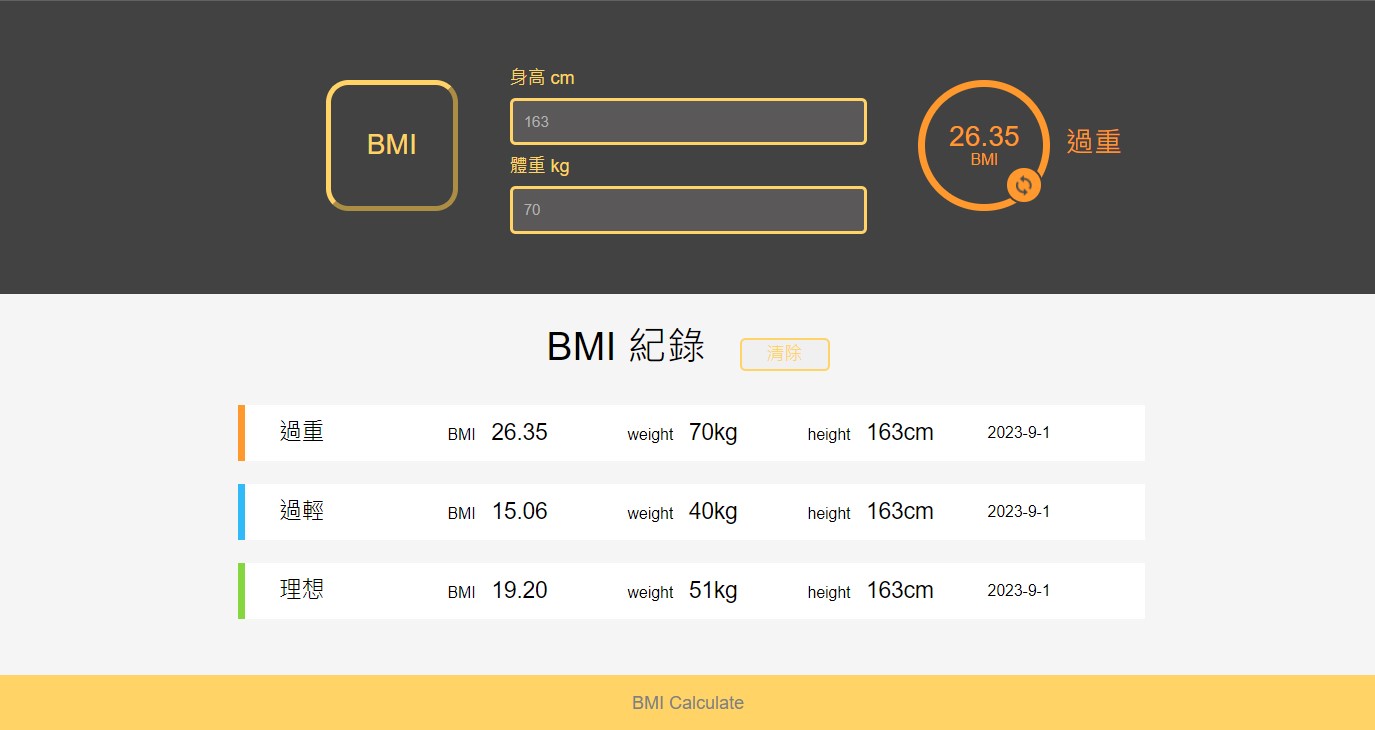 BMI
身高 cm
163
體重 kg
70
26.35
BMI
過重
BMI 紀錄
清除
過重 BMI 26.35 weight 70kg height 163cm 2023-9-1
過輕 BMI 15.06 weight 40kg height 163cm 2023-9-1
理想 BMI 19.20 weight 51kg height 163cm 2023-9-1
BMI Calculate